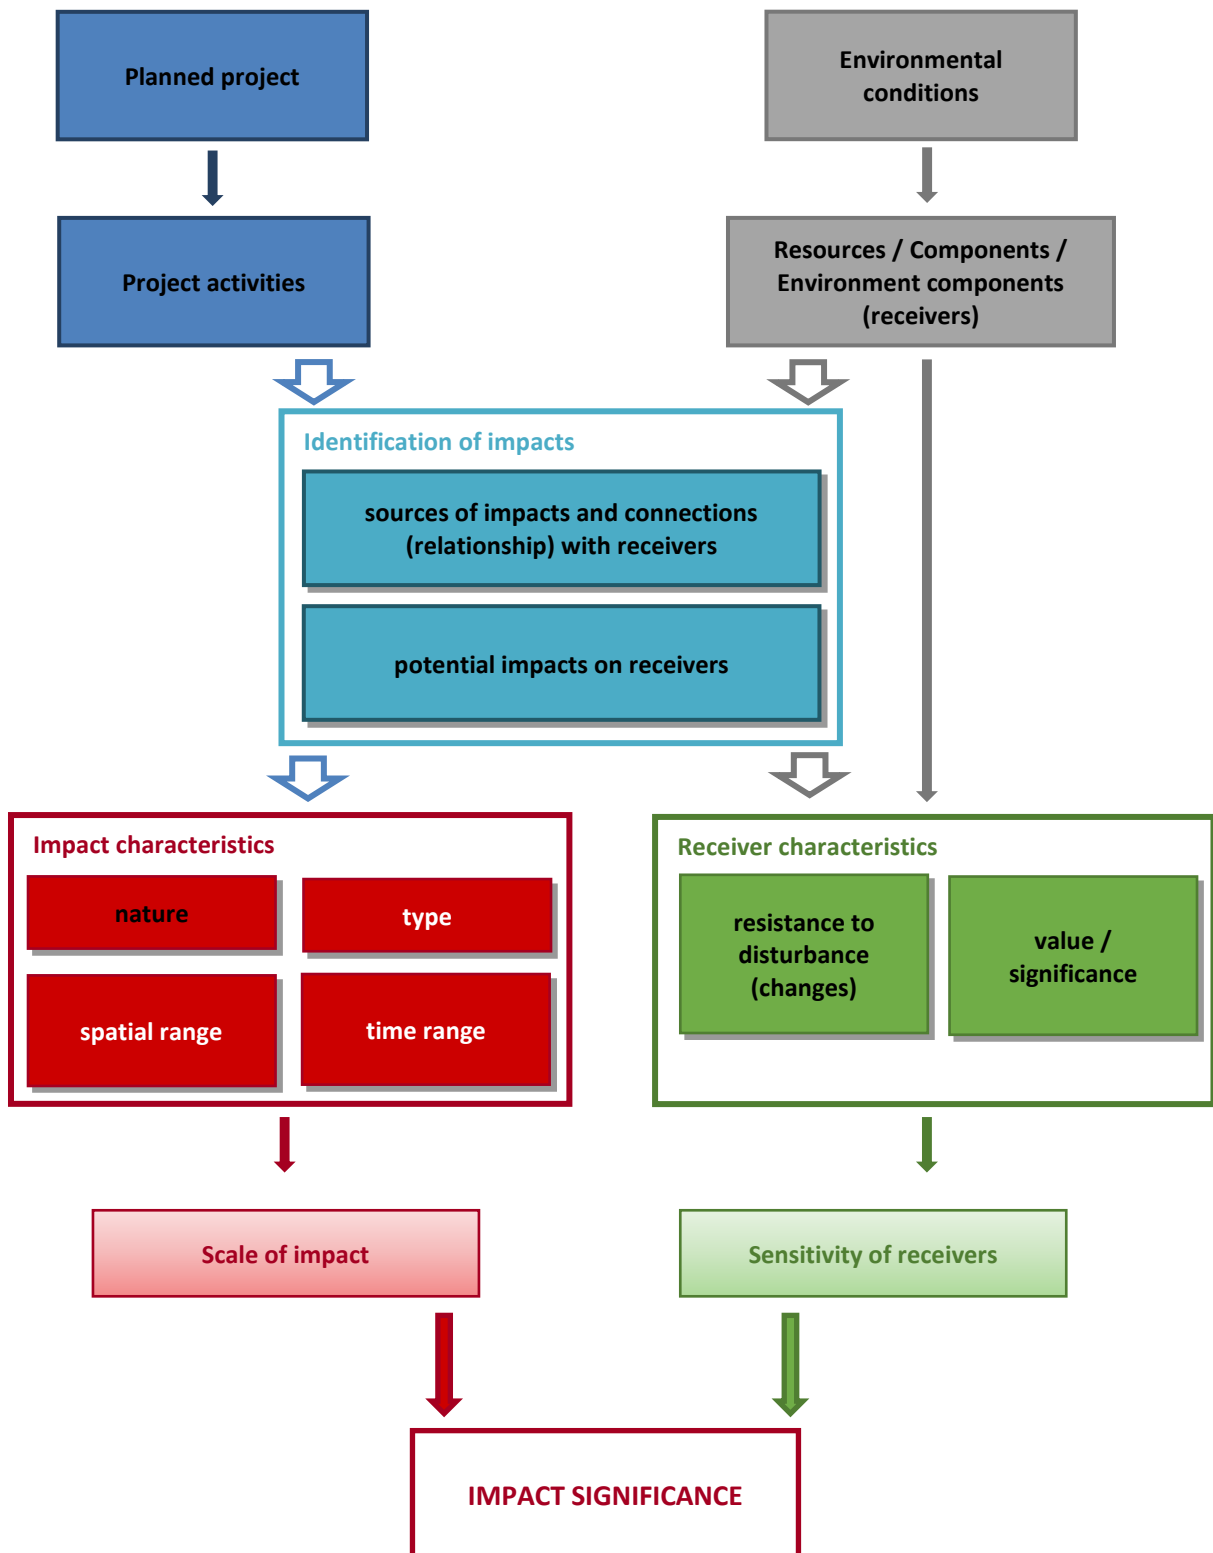 Planned project
Environmental
conditions
Project activities
Resources / Components /
Environment components
(receivers)
Identification of impacts
sources of impacts and connections
(relationship) with receivers
potential impacts on receivers
Impact characteristics
nature
type
spatial range
time range
Receiver characteristics
resistance to
disturbance
(changes)
value /
significance
Scale of impact
Sensitivity of receivers
IMPACT SIGNIFICANCE